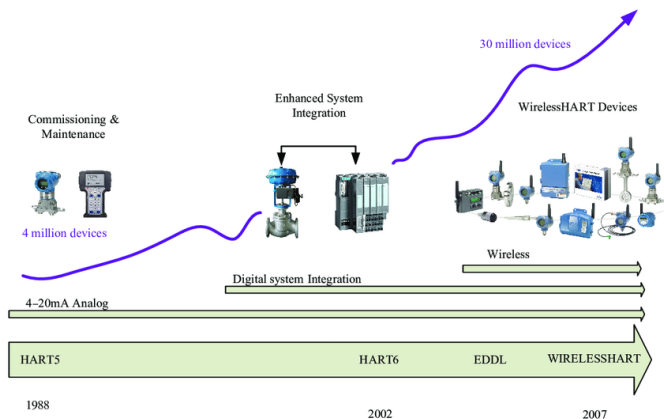 30 million devices
Enhanced System
Integration
WirelessHART Devices
Commissioning &
Maintenance
4 million devices
Wireless
Digital system Integration
4–20mA Analog
HART5
HART6
EDDL
WIRELESSHART
1988
2002
2007